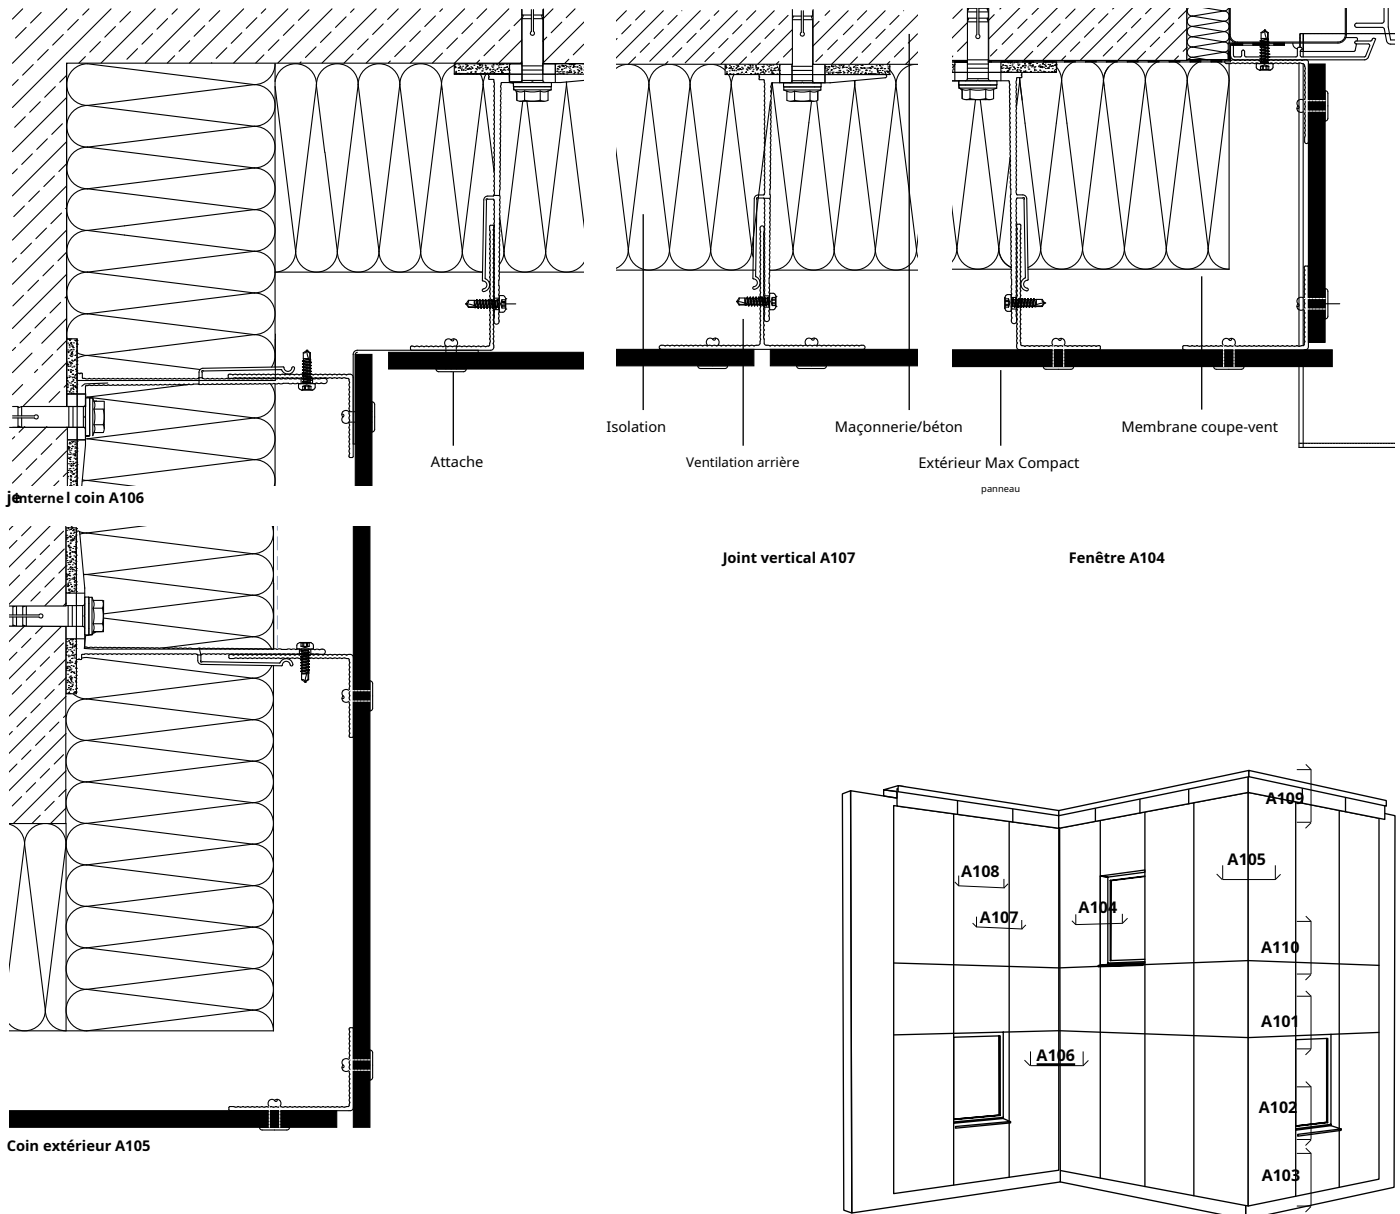 Isolation
Maçonnerie/béton
Membrane coupe-vent
Attache
Ventilation arrière
Extérieur Max Compact
panneau
jeInterne l coin A106
Joint vertical A107
Fenêtre A104
Coin extérieur A105
A109
A105
A108
A104
A107
A110
A101
A106
A102
A103